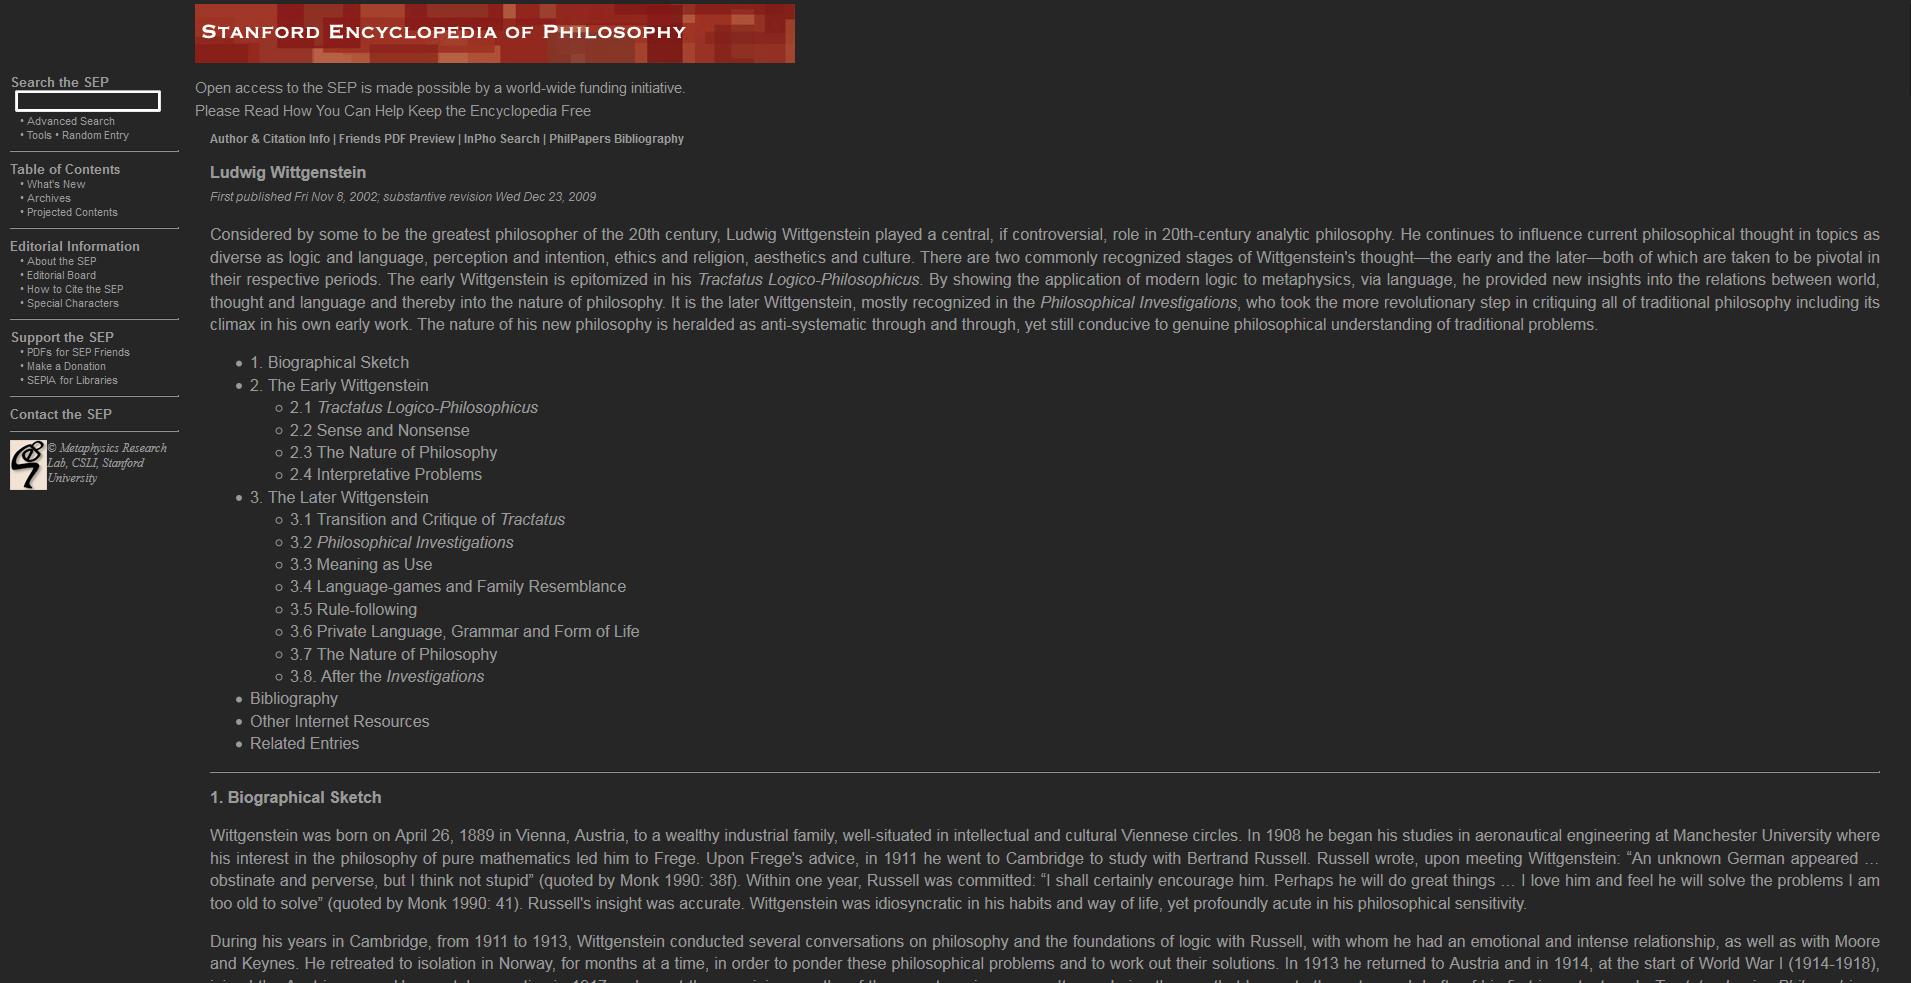 STANFORD ENCYCLOPEDIA OF PHILOSOPHY
Search the SEP
• Advanced Search
• Tools • Random Entry
Table of Contents
• What's New
• Archives
• Projected Contents
Editorial Information
• About the SEP
• Editorial Board
• How to Cite the SEP
• Special Characters
Support the SEP
• PDFs for SEP Friends
• Make a Donation
• SEPIA for Libraries
Contact the SEP
© Metaphysics Research
Lab, CSLI, Stanford
University
Open access to the SEP is made possible by a world-wide funding initiative.
Please Read How You Can Help Keep the Encyclopedia Free
Author & Citation Info | Friends PDF Preview | InPho Search | PhilPapers Bibliography
Ludwig Wittgenstein
First published Fri Nov 8, 2002; substantive revision Wed Dec 23, 2009
Considered by some to be the greatest philosopher of the 20th century, Ludwig Wittgenstein played a central, if controversial, role in 20th-century analytic philosophy. He continues to influence current philosophical thought in topics as
diverse as logic and language, perception and intention, ethics and religion, aesthetics and culture. There are two commonly recognized stages of Wittgenstein's thought—the early and the later—both of which are taken to be pivotal in
their respective periods. The early Wittgenstein is epitomized in his Tractatus Logico-Philosophicus. By showing the application of modern logic to metaphysics, via language, he provided new insights into the relations between world,
thought and language and thereby into the nature of philosophy. It is the later Wittgenstein, mostly recognized in the Philosophical Investigations, who took the more revolutionary step in critiquing all of traditional philosophy including its
climax in his own early work. The nature of his new philosophy is heralded as anti-systematic through and through, yet still conducive to genuine philosophical understanding of traditional problems.
• 1. Biographical Sketch
• 2. The Early Wittgenstein
○ 2.1 Tractatus Logico-Philosophicus
○ 2.2 Sense and Nonsense
○ 2.3 The Nature of Philosophy
○ 2.4 Interpretative Problems
• 3. The Later Wittgenstein
○ 3.1 Transition and Critique of Tractatus
○ 3.2 Philosophical Investigations
○ 3.3 Meaning as Use
○ 3.4 Language-games and Family Resemblance
○ 3.5 Rule-following
○ 3.6 Private Language, Grammar and Form of Life
○ 3.7 The Nature of Philosophy
○ 3.8. After the Investigations
• Bibliography
• Other Internet Resources
• Related Entries
1. Biographical Sketch
Wittgenstein was born on April 26, 1889 in Vienna, Austria, to a wealthy industrial family, well-situated in intellectual and cultural Viennese circles. In 1908 he began his studies in aeronautical engineering at Manchester University where
his interest in the philosophy of pure mathematics led him to Frege. Upon Frege's advice, in 1911 he went to Cambridge to study with Bertrand Russell. Russell wrote, upon meeting Wittgenstein: “An unknown German appeared …
obstinate and perverse, but I think not stupid” (quoted by Monk 1990: 38f). Within one year, Russell was committed: “I shall certainly encourage him. Perhaps he will do great things … I love him and feel he will solve the problems I am
too old to solve” (quoted by Monk 1990: 41). Russell's insight was accurate. Wittgenstein was idiosyncratic in his habits and way of life, yet profoundly acute in his philosophical sensitivity.
During his years in Cambridge, from 1911 to 1913, Wittgenstein conducted several conversations on philosophy and the foundations of logic with Russell, with whom he had an emotional and intense relationship, as well as with Moore
and Keynes. He retreated to isolation in Norway, for months at a time, in order to ponder these philosophical problems and to work out their solutions. In 1913 he returned to Austria and in 1914, at the start of World War I (1914-1918),